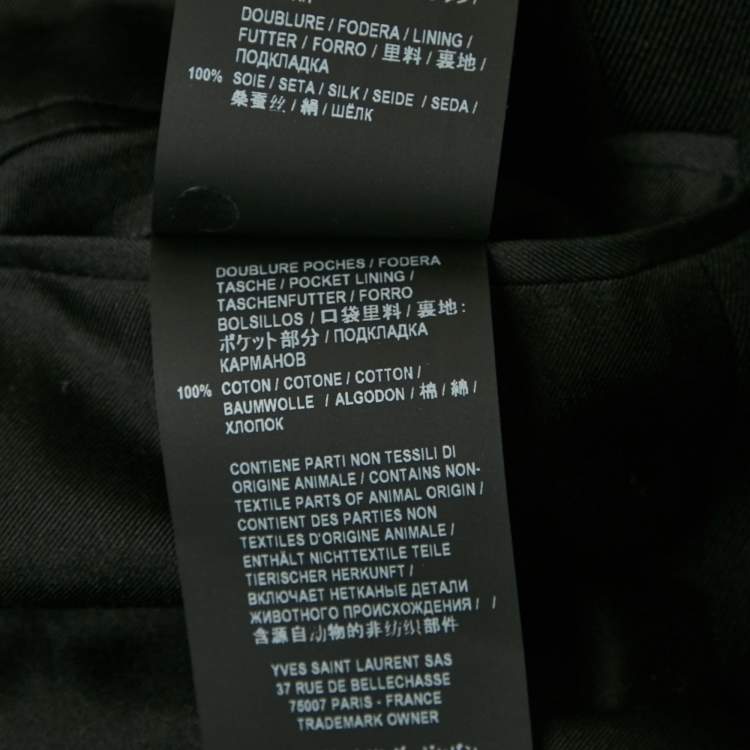 DOUBLURE / FODERA / LINING /
FUTTER / FORRO / 里料 / 裏地 /
ПОДКЛАДКА
100% SOIE / SETA / SILK / SEIDE / SEDA /
桑蚕丝 / 絹 / ШЁЛК
DOUBLURE POCHES / FODERA
TASCHE / POCKET LINING /
TASCHENFUTTER / FORRO
BOLSILLOS / 口袋里料 / 裏地:
ポケット部分 / ПОДКЛАДКА
КАРМАНОВ
100% COTON / COTONE / COTTON /
BAUMWOLLE / ALGODON / 棉 / 綿 /
ХЛОПОК
CONTIENE PARTI NON TESSILI DI
ORIGINE ANIMALE / CONTAINS NON-
TEXTILE PARTS OF ANIMAL ORIGIN /
CONTIENT DES PARTIES NON
TEXTILES D'ORIGINE ANIMALE /
ENTHÄLT NICHTTEXTILE TEILE
TIERISCHER HERKUNFT /
ВКЛЮЧАЕТ НЕТКАНЫЕ ДЕТАЛИ
ЖИВОТНОГО ПРОИСХОЖДЕНИЯ / /
含源自动物的非纺织部件
YVES SAINT LAURENT SAS
37 RUE DE BELLECHASSE
75007 PARIS - FRANCE
TRADEMARK OWNER